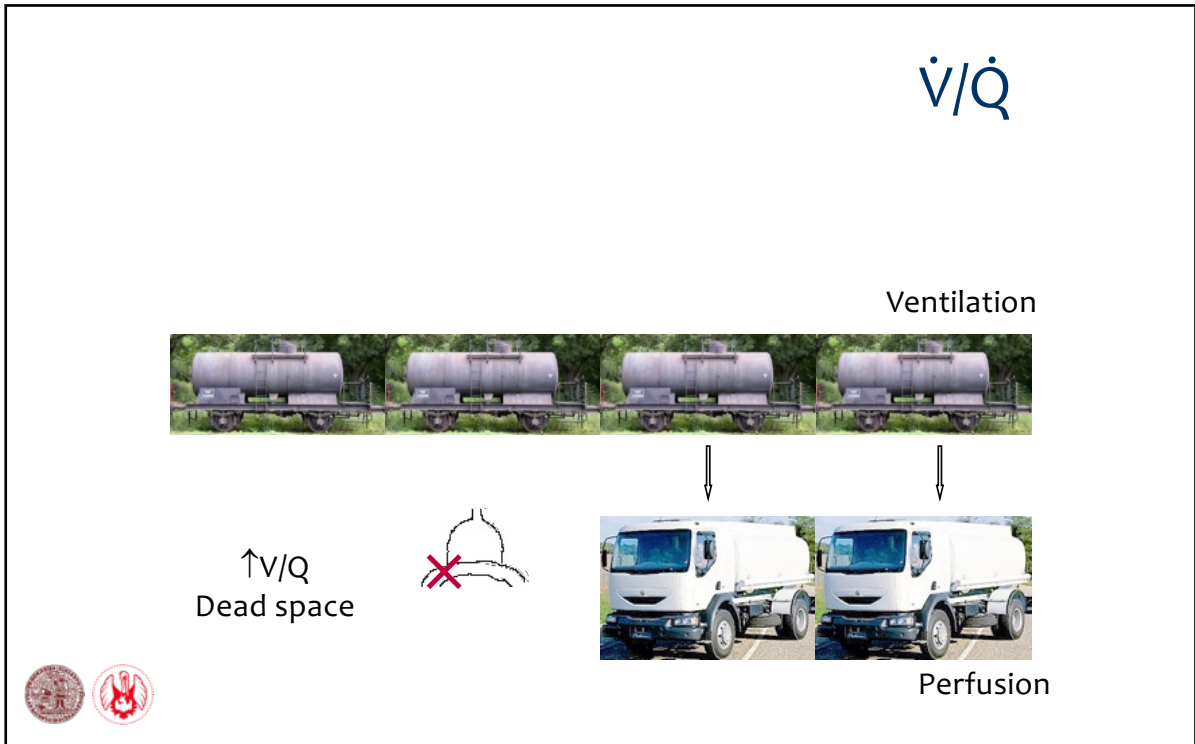 V̇/Q̇
Ventilation
↑V/Q
Dead space
Perfusion